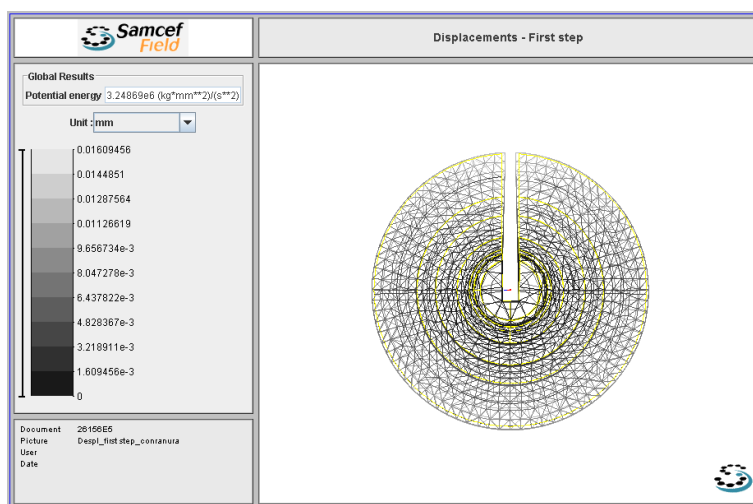 Samcef
Field
Displacements - First step
Global Results
Potential energy 3.24869e6 (kg*mm**2)/(s**2)
Unit : mm
0.01609456
0.0144851
0.01287564
0.01126619
9.656734e-3
8.047278e-3
6.437822e-3
4.828367e-3
3.218911e-3
1.609456e-3
0
Document 28156E5
Picture Despl_first step_conranura
User
Date